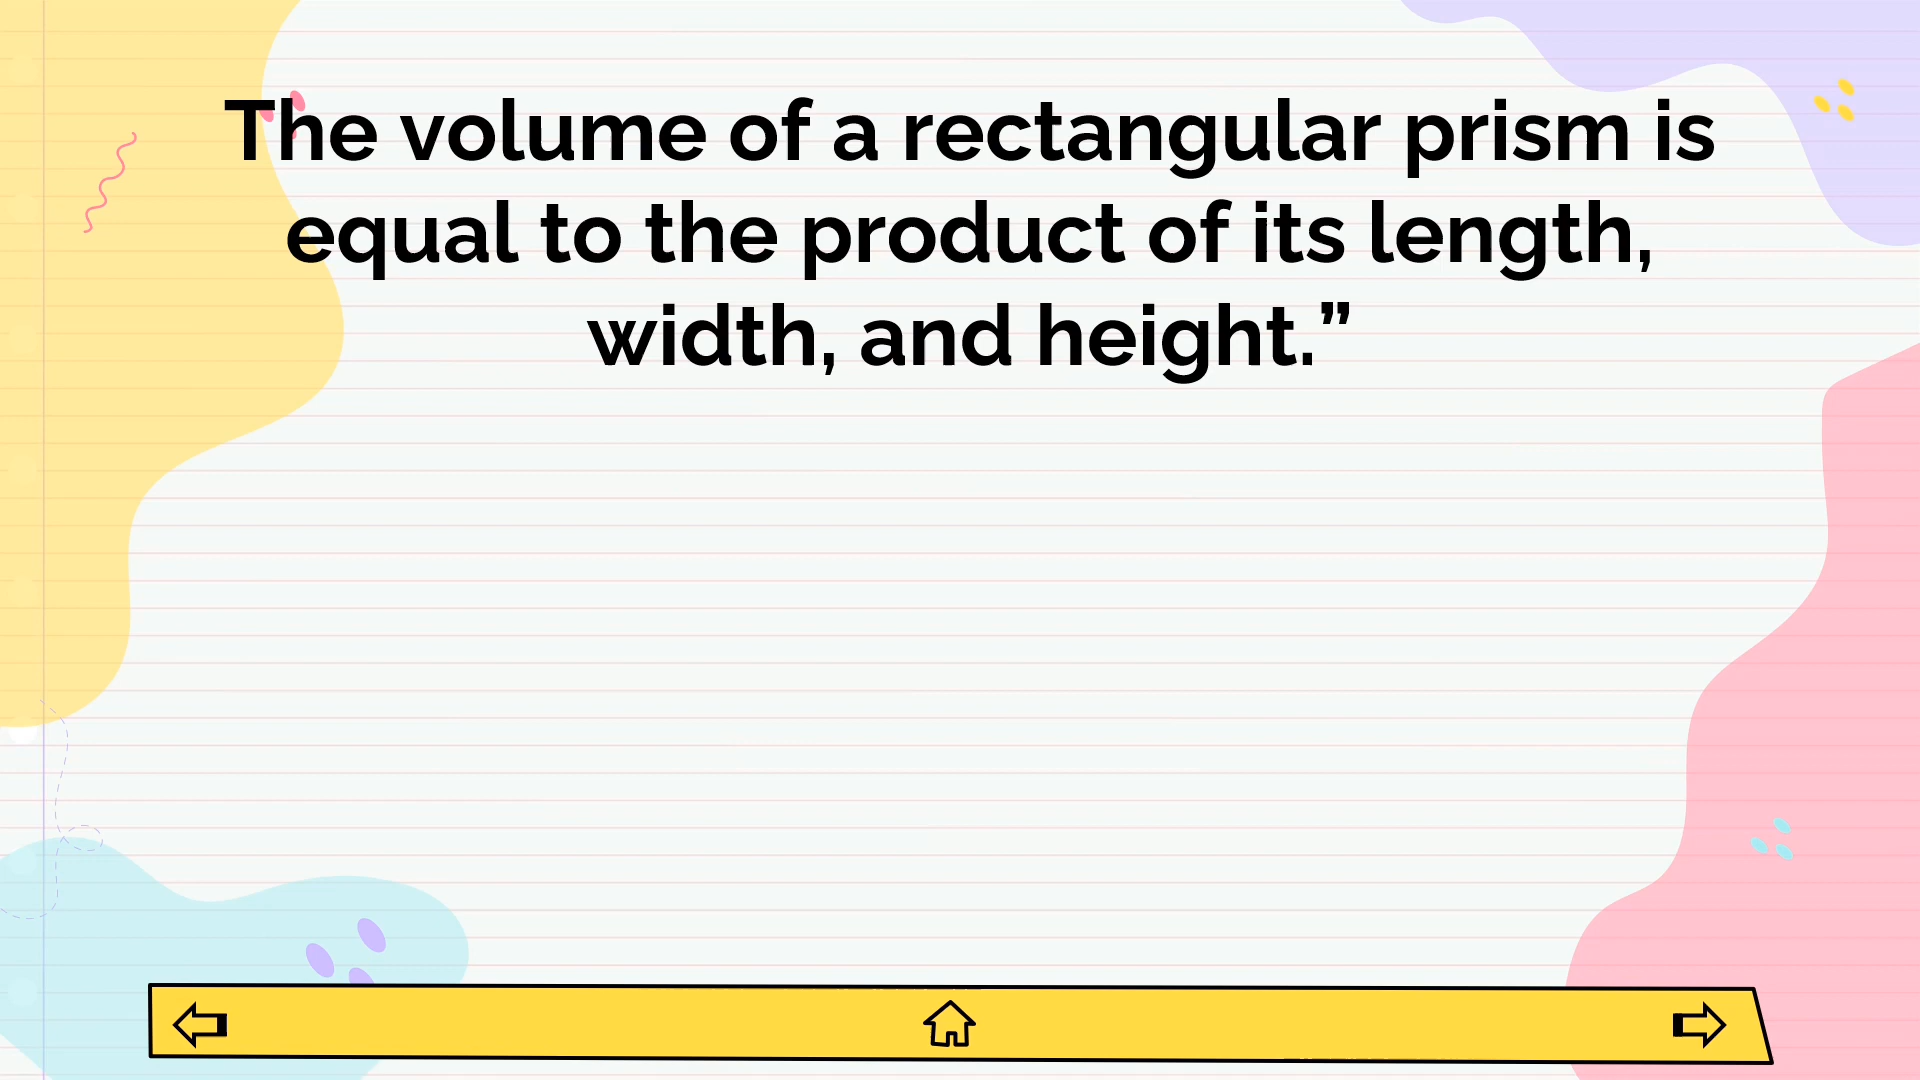 The volume of a rectangular prism is
equal to the product of its length,
width, and height.”